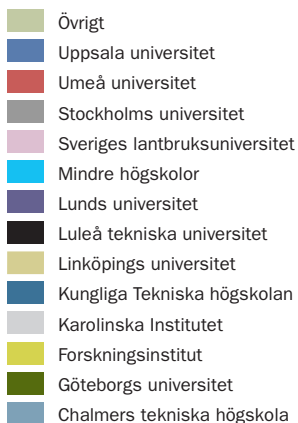 Övrigt
Uppsala universitet
Umeå universitet
Stockholms universitet
Sveriges lantbruksuniversitet
Mindre högskolor
Lunds universitet
Luleå tekniska universitet
Linköpings universitet
Kungliga Tekniska högskolan
Karolinska Institutet
Forskningsinstitut
Göteborgs universitet
Chalmers tekniska högskola